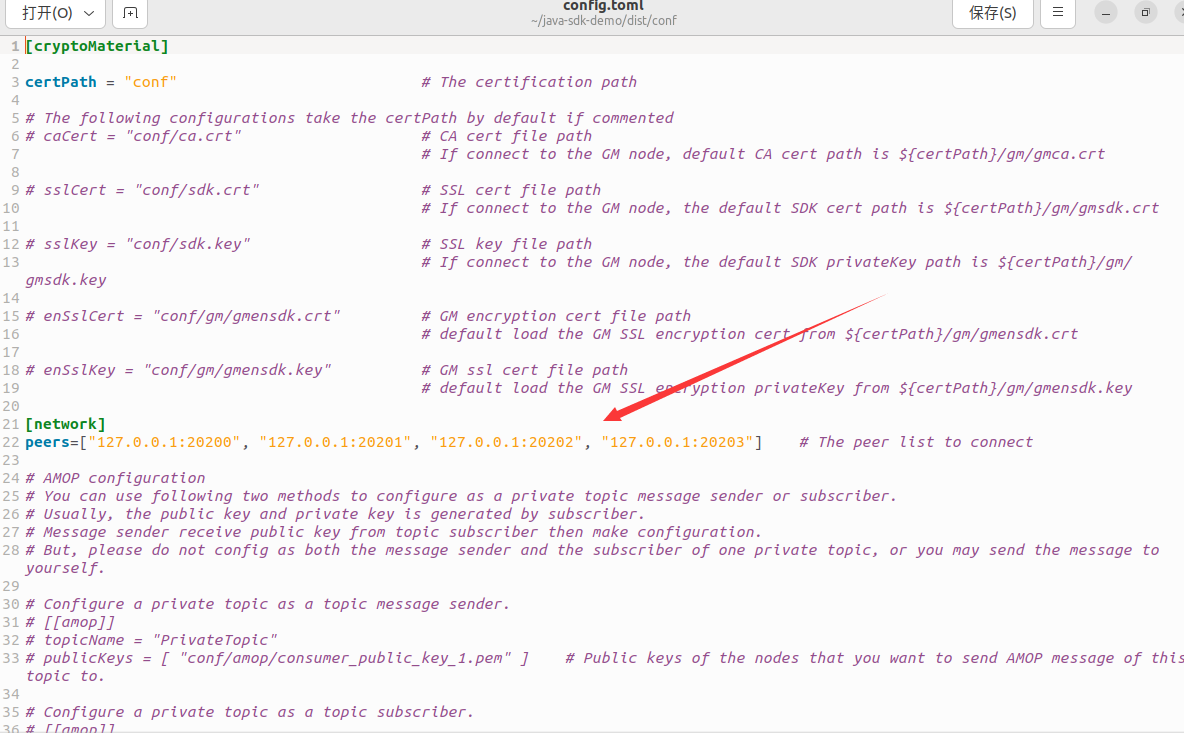 打开(O)
config.toml
~/java-sdk-demo/dist/conf
保存(S)
1 [cryptoMaterial]
2
3 certPath = "conf" # The certification path
4
5 # The following configurations take the certPath by default if commented
6 # caCert = "conf/ca.crt" # CA cert file path
7 # If connect to the GM node, default CA cert path is ${certPath}/gm/gmca.crt
8
9 # sslCert = "conf/sdk.crt" # SSL cert file path
10 # If connect to the GM node, the default SDK cert path is ${certPath}/gm/gmsdk.crt
11
12 # sslKey = "conf/sdk.key" # SSL key file path
13 # If connect to the GM node, the default SDK privateKey path is ${certPath}/gm/
gmsdk.key
14
15 # enSslCert = "conf/gm/gmensdk.crt" # GM encryption cert file path
16 # default load the GM SSL encryption cert from ${certPath}/gm/gmensdk.crt
17
18 # enSslKey = "conf/gm/gmensdk.key" # GM ssl cert file path
19 # default load the GM SSL encryption privateKey from ${certPath}/gm/gmensdk.key
20
21 [network]
22 peers=["127.0.0.1:20200", "127.0.0.1:20201", "127.0.0.1:20202", "127.0.0.1:20203"] # The peer list to connect
23
24 # AMOP configuration
25 # You can use following two methods to configure as a private topic message sender or subscriber.
26 # Usually, the public key and private key is generated by subscriber.
27 # Message sender receive public key from topic subscriber then make configuration.
28 # But, please do not config as both the message sender and the subscriber of one private topic, or you may send the message to
yourself.
29
30 # Configure a private topic as a topic message sender.
31 # [[amop]]
32 # topicName = "PrivateTopic"
33 # publicKeys = [ "conf/amop/consumer_public_key_1.pem" ] # Public keys of the nodes that you want to send AMOP message of this
topic to.
34
35 # Configure a private topic as a topic subscriber.
36 # [[amop]]